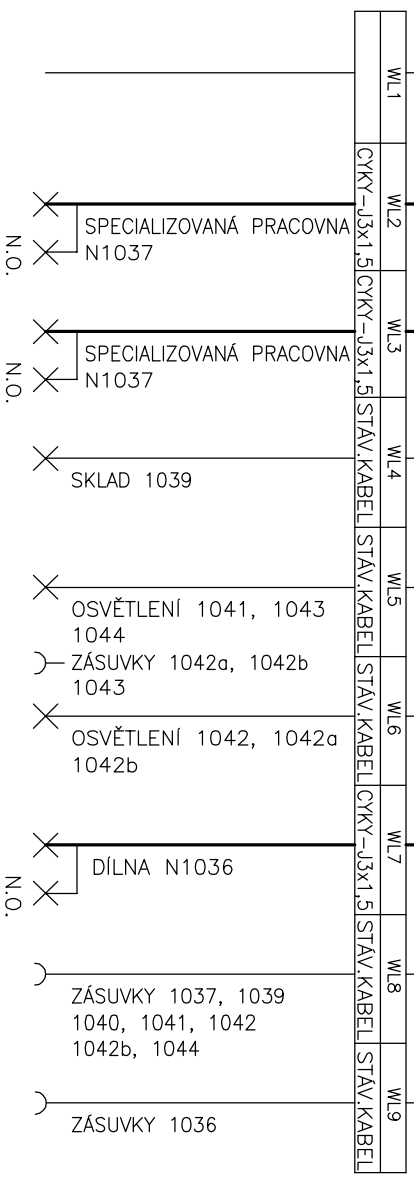 WL1
WL2
CYKY-J3x1,5
SPECIALIZOVANÁ PRACOVNA
N1037
N.O.
WL3
CYKY-J3x1,5
SPECIALIZOVANÁ PRACOVNA
N1037
N.O.
WL4
STÁV.KABEL
SKLAD 1039
WL5
STÁV.KABEL
OSVĚTLENÍ 1041, 1043
1044
ZÁSUVKY 1042a, 1042b
1043
WL6
STÁV.KABEL
OSVĚTLENÍ 1042, 1042a
1042b
WL7
CYKY-J3x1,5
DÍLNA N1036
N.O.
WL8
STÁV.KABEL
ZÁSUVKY 1037, 1039
1040, 1041, 1042
1042b, 1044
WL9
STÁV.KABEL
ZÁSUVKY 1036